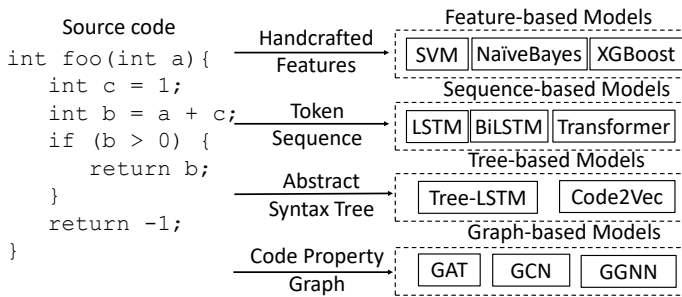 Source code
int foo(int a){
int c = 1;
int b = a + c;
if (b > 0) {
return b;
}
return -1;
}
Handcrafted
Features
Feature-based Models
SVM NaïveBayes XGBoost
Token
Sequence
Sequence-based Models
LSTM BiLSTM Transformer
Abstract
Syntax Tree
Tree-based Models
Tree-LSTM Code2Vec
Code Property
Graph
Graph-based Models
GAT GCN GGNN